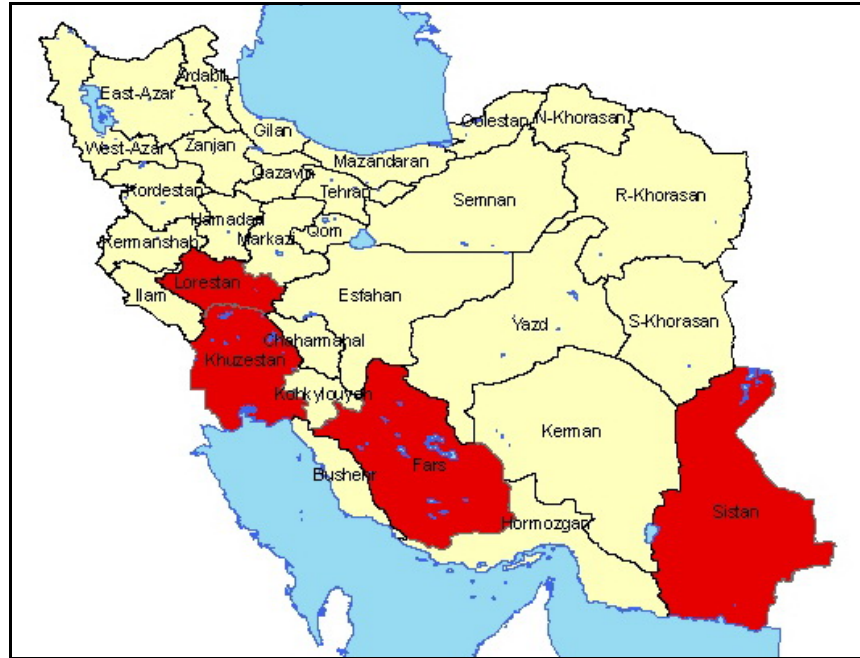 Ardabil
East-Azar
Gilan
West-Azar
Zanjan
Golestan
N-Khorasan
Mazandaran
Qazavin
Tehran
Kordestan
Semnan
R-Khorasan
Hamadan
Markazi
Qom
Kermanshah
Lorestan
Ilam
Esfahan
Yazd
S-Khorasan
Chaharmahal
Khuzestan
Kohkylouyeh
Kerman
Bushehr
Fars
Hormozgan
Sistan